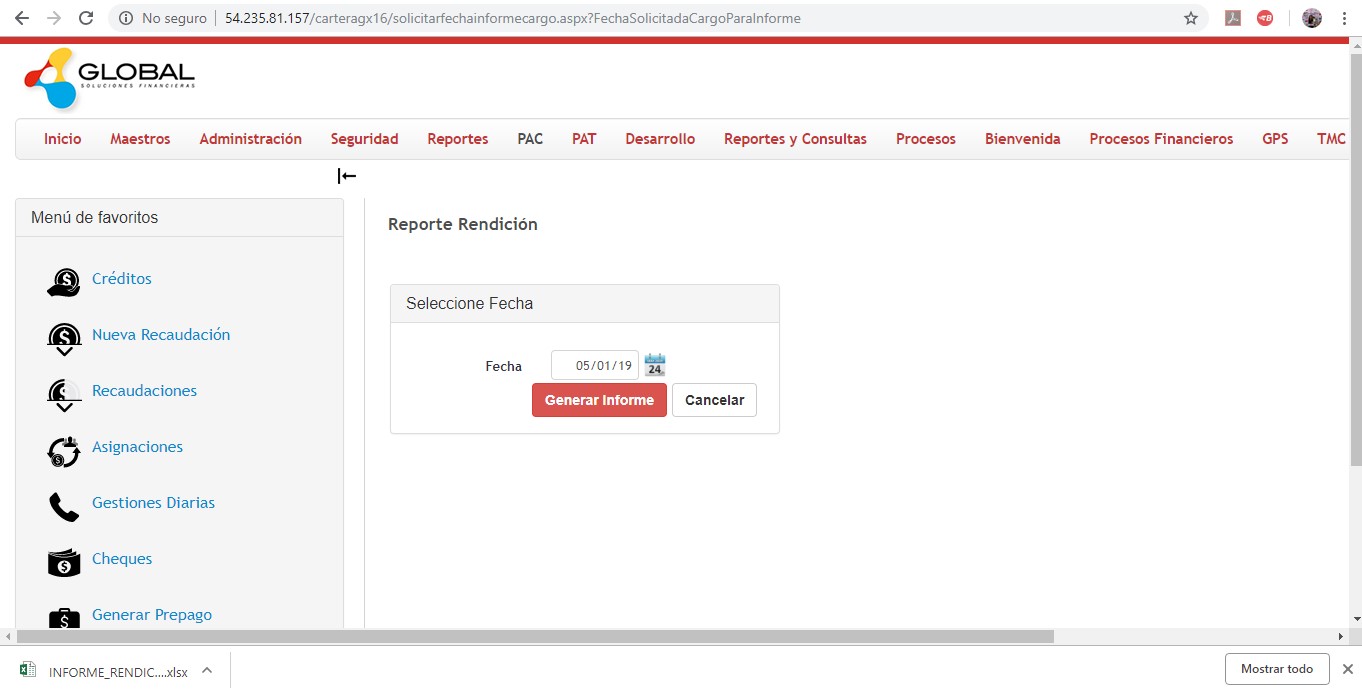 No seguro | 54.235.81.157/carteragx16/solicitarfechainformecargo.aspx?FechaSolicitadaCargoParaInforme
GLOBAL
SOLUCIONES FINANCIERAS
Inicio Maestros Administración Seguridad Reportes PAC PAT Desarrollo Reportes y Consultas Procesos Bienvenida Procesos Financieros GPS TMC
Menú de favoritos
Créditos
Nueva Recaudación
Recaudaciones
Asignaciones
Gestiones Diarias
Cheques
Generar Prepago
Reporte Rendición
Seleccione Fecha
Fecha 05/01/19 24
Generar Informe Cancelar
INFORME_RENDIC....xlsx
Mostrar todo